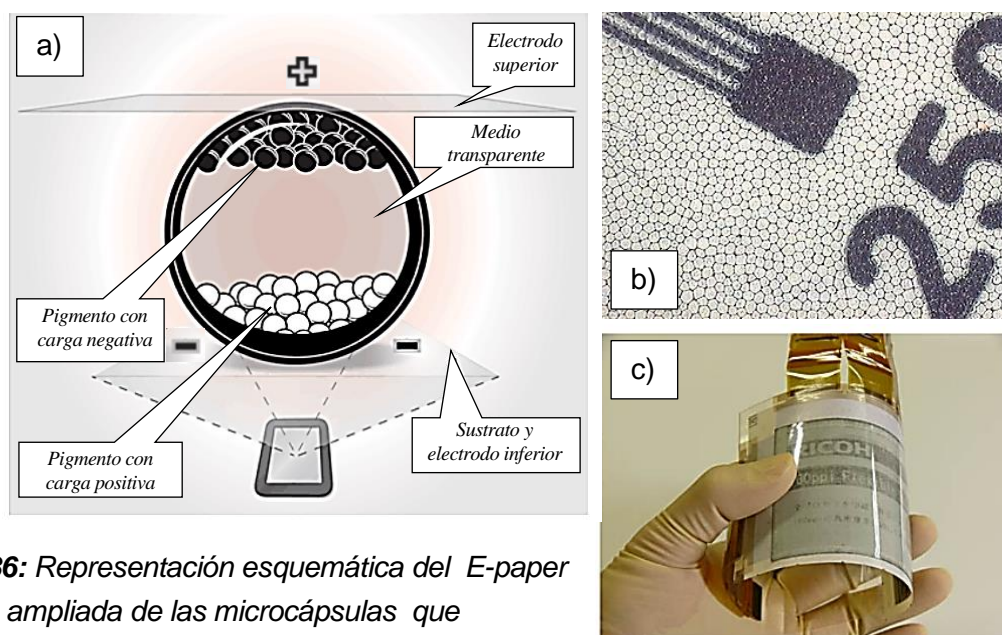 a)
Electrodo
superior
Medio
transparente
Pigmento con
carga negativa
Pigmento con
carga positiva
Sustrato y
electrodo inferior
b)
250
c)
RICOH
36: Representación esquemática del E-paper
ampliada de las microcápsulas que